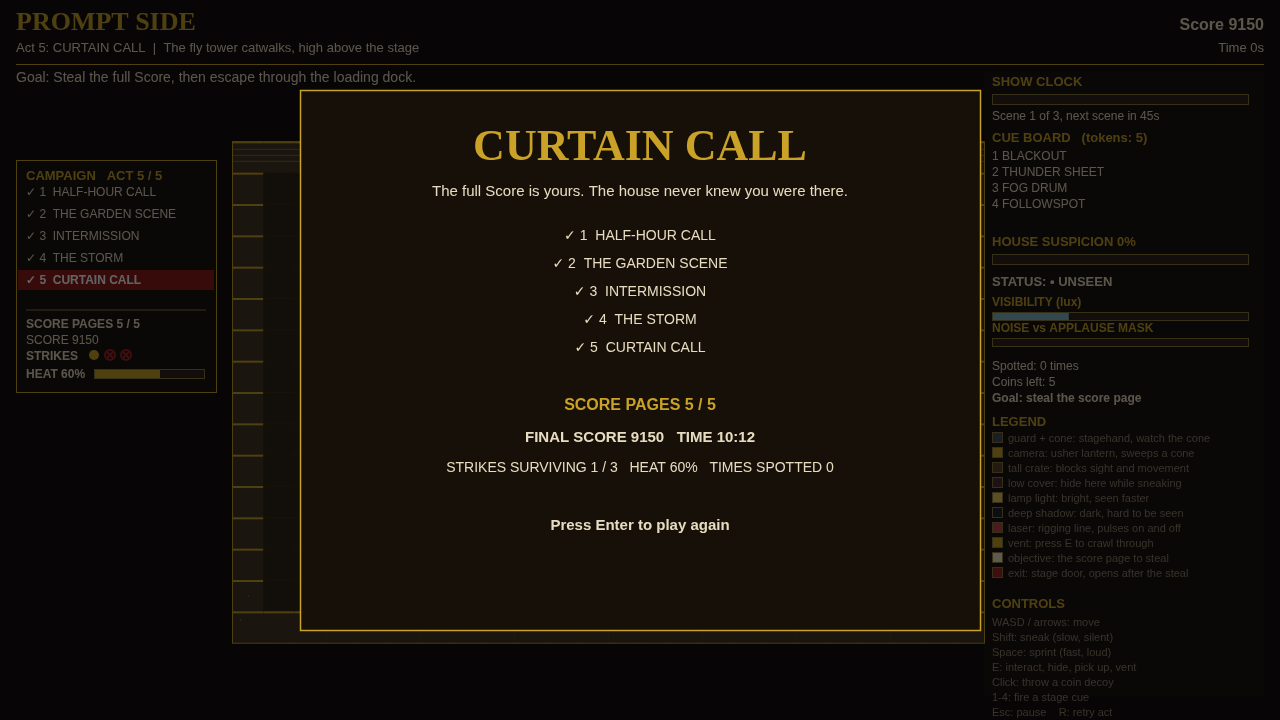 PROMPT SIDE
Score 9150
Act 5: CURTAIN CALL | The fly tower catwalks, high above the stage
Time 0s
Goal: Steal the full Score, then escape through the loading dock.
CAMPAIGN ACT 5 / 5
✓ 1 HALF-HOUR CALL
✓ 2 THE GARDEN SCENE
✓ 3 INTERMISSION
✓ 4 THE STORM
✓ 5 CURTAIN CALL
SCORE PAGES 5 / 5
SCORE 9150
STRIKES
HEAT 60%
CURTAIN CALL
The full Score is yours. The house never knew you were there.
✓ 1 HALF-HOUR CALL
✓ 2 THE GARDEN SCENE
✓ 3 INTERMISSION
✓ 4 THE STORM
✓ 5 CURTAIN CALL
SCORE PAGES 5 / 5
FINAL SCORE 9150 TIME 10:12
STRIKES SURVIVING 1 / 3 HEAT 60% TIMES SPOTTED 0
Press Enter to play again
SHOW CLOCK
Scene 1 of 3, next scene in 45s
CUE BOARD (tokens: 5)
1 BLACKOUT
2 THUNDER SHEET
3 FOG DRUM
4 FOLLOWSPOT
HOUSE SUSPICION 0%
STATUS: • UNSEEN
VISIBILITY (lux)
NOISE vs APPLAUSE MASK
Spotted: 0 times
Coins left: 5
Goal: steal the score page
LEGEND
guard + cone: stagehand, watch the cone
camera: usher lantern, sweeps a cone
tall crate: blocks sight and movement
low cover: hide here while sneaking
lamp light: bright, seen faster
deep shadow: dark, hard to be seen
laser: rigging line, pulses on and off
vent: press E to crawl through
objective: the score page to steal
exit: stage door, opens after the steal
CONTROLS
WASD / arrows: move
Shift: sneak (slow, silent)
Space: sprint (fast, loud)
E: interact, hide, pick up, vent
Click: throw a coin decoy
1-4: fire a stage cue
Esc: pause R: retry act